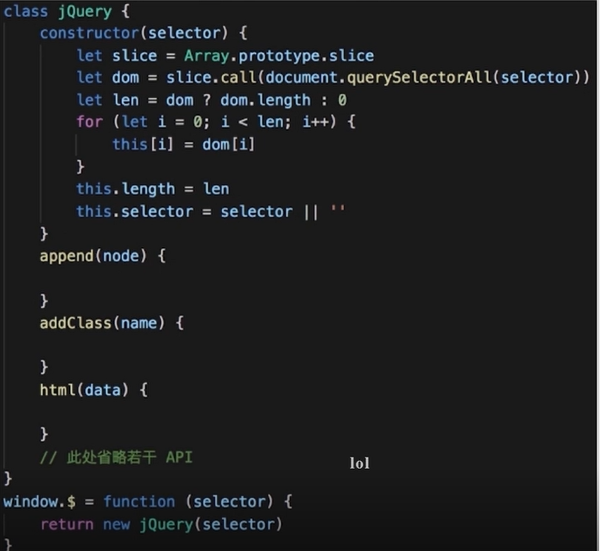 class jQuery {
    constructor(selector) {
        let slice = Array.prototype.slice
        let dom = slice.call(document.querySelectorAll(selector))
        let len = dom ? dom.length : 0
        for (let i = 0; i < len; i++) {
            this[i] = dom[i]
        }
        this.length = len
        this.selector = selector || ''
    }
    append(node) {

    }
    addClass(name) {

    }
    html(data) {

    }
    // 此处省略若干 API
lol
}
window.$ = function (selector) {
    return new jQuery(selector)
}